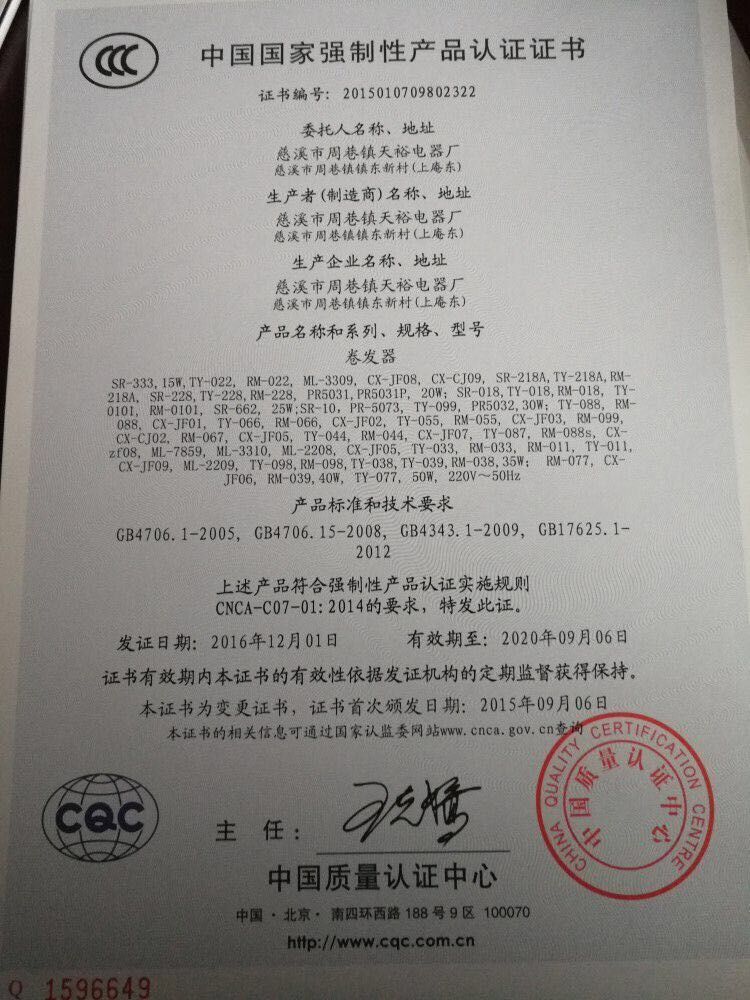 中国国家强制性产品认证证书
证书编号: 2015010709802322
委托人名称、地址
慈溪市周巷镇天裕电器厂
慈溪市周巷镇镇东新村(上庵东)
生产者(制造商)名称、地址
慈溪市周巷镇天裕电器厂
慈溪市周巷镇镇东新村(上庵东)
生产企业名称、地址
慈溪市周巷镇天裕电器厂
慈溪市周巷镇镇东新村(上庵东)
产品名称和系列、规格、型号
卷发器
SR-333,15W,TY-022, RM-022, ML-3309, CX-JF08, CX-CJ09, SR-218A,TY-218A,RM-
218A, SR-228,TY-228,RM-228, PR5031,PR5031P, 20W; SR-018,TY-018,RM-018, TY-
0101, RM-0101, SR-662, 25W;SR-10, PR-5073, TY-099, PR5032,30W; TY-088, RM-
088, CX-JF01, TY-066, RM-066, CX-JF02, TY-055, RM-055, CX-JF03, RM-099,
CX-CJ02, RM-067, CX-JF05, TY-044, RM-044, CX-JF07, TY-087, RM-088s, CX-
zf08, ML-7859, ML-3310, ML-2208, CX-JF05, TY-033, RM-033, RM-011, TY-011,
CX-JF09, ML-2209, TY-098,RM-098,TY-038,TY-039,RM-038,35W; RM-077, CX-
JF06, RM-039,40W, TY-077, 50W, 220V～50Hz
产品标准和技术要求
GB4706.1-2005, GB4706.15-2008, GB4343.1-2009, GB17625.1-
2012
上述产品符合强制性产品认证实施规则
CNCA-C07-01:2014的要求，特发此证。
发证日期: 2016年12月01日 有效期至: 2020年09月06日
证书有效期内本证书的有效性依据发证机构的定期监督获得保持。
本证书为变更证书，证书首次颁发日期: 2015年09月06日
本证书的相关信息可通过国家认监委网站www.cnca.gov.cn查询
CHINA QUALITY CERTIFICATION CENTRE
中国质量认证中心
CQC
主 任:
中国质量认证中心
中国·北京·南四环西路 188 号 9 区 100070
http://www.cqc.com.cn
Q 1596649